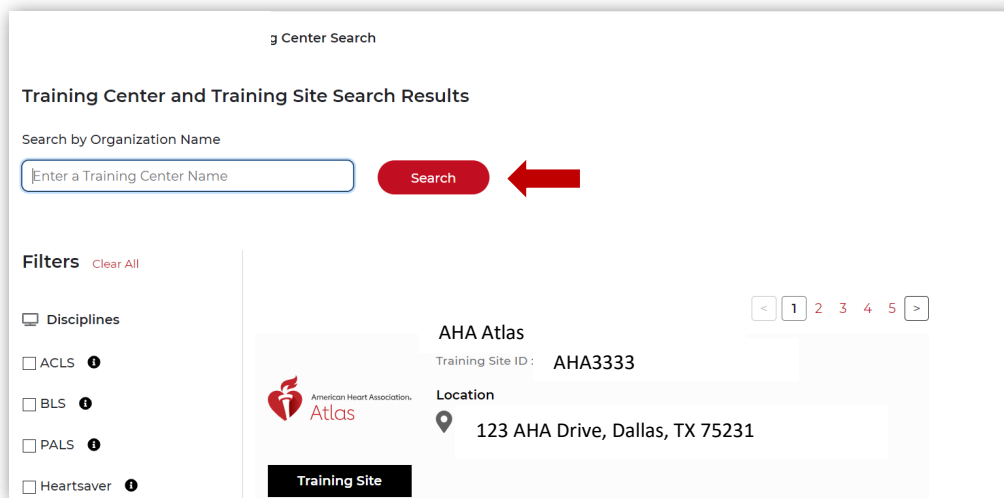 g Center Search
Training Center and Training Site Search Results
Search by Organization Name
Enter a Training Center Name
Search
Filters Clear All
< 1 2 3 4 5 >
Disciplines
ACLS
BLS
PALS
Heartsaver
AHA Atlas
Training Site ID : AHA3333
Location
123 AHA Drive, Dallas, TX 75231
American Heart Association.
Atlas
Training Site